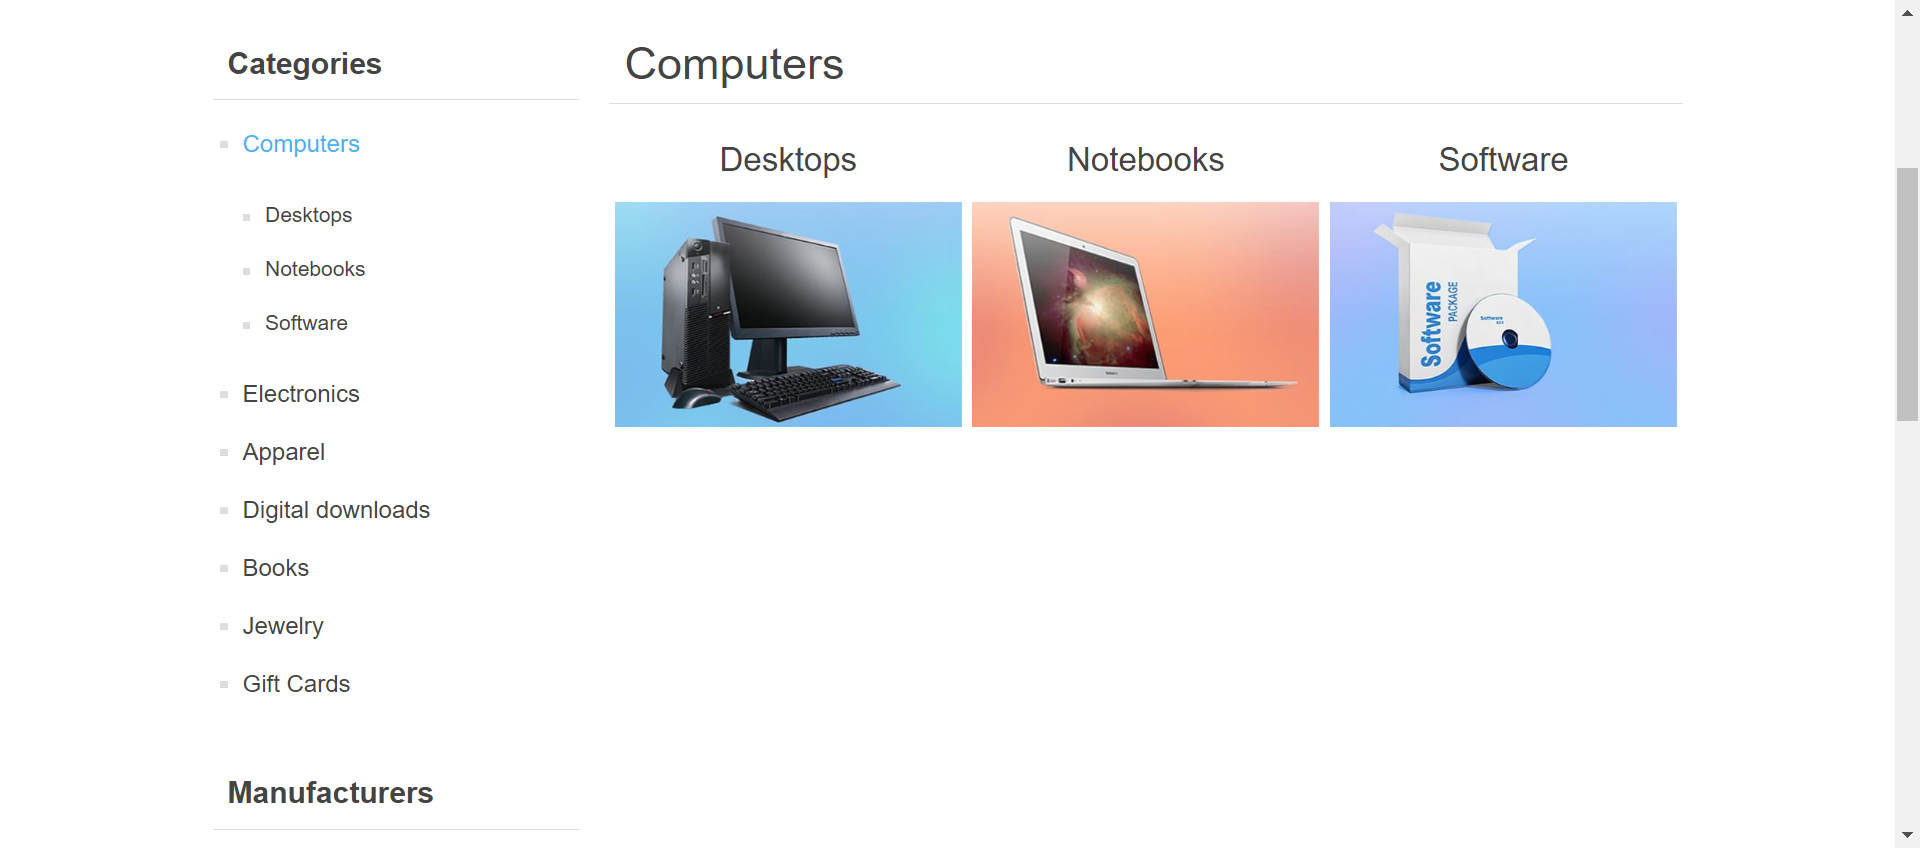 Categories
Computers
Desktops
Notebooks
Software
Electronics
Apparel
Digital downloads
Books
Jewelry
Gift Cards
Manufacturers
Computers
Desktops
Notebooks
Software
Software
PACKAGE
Software